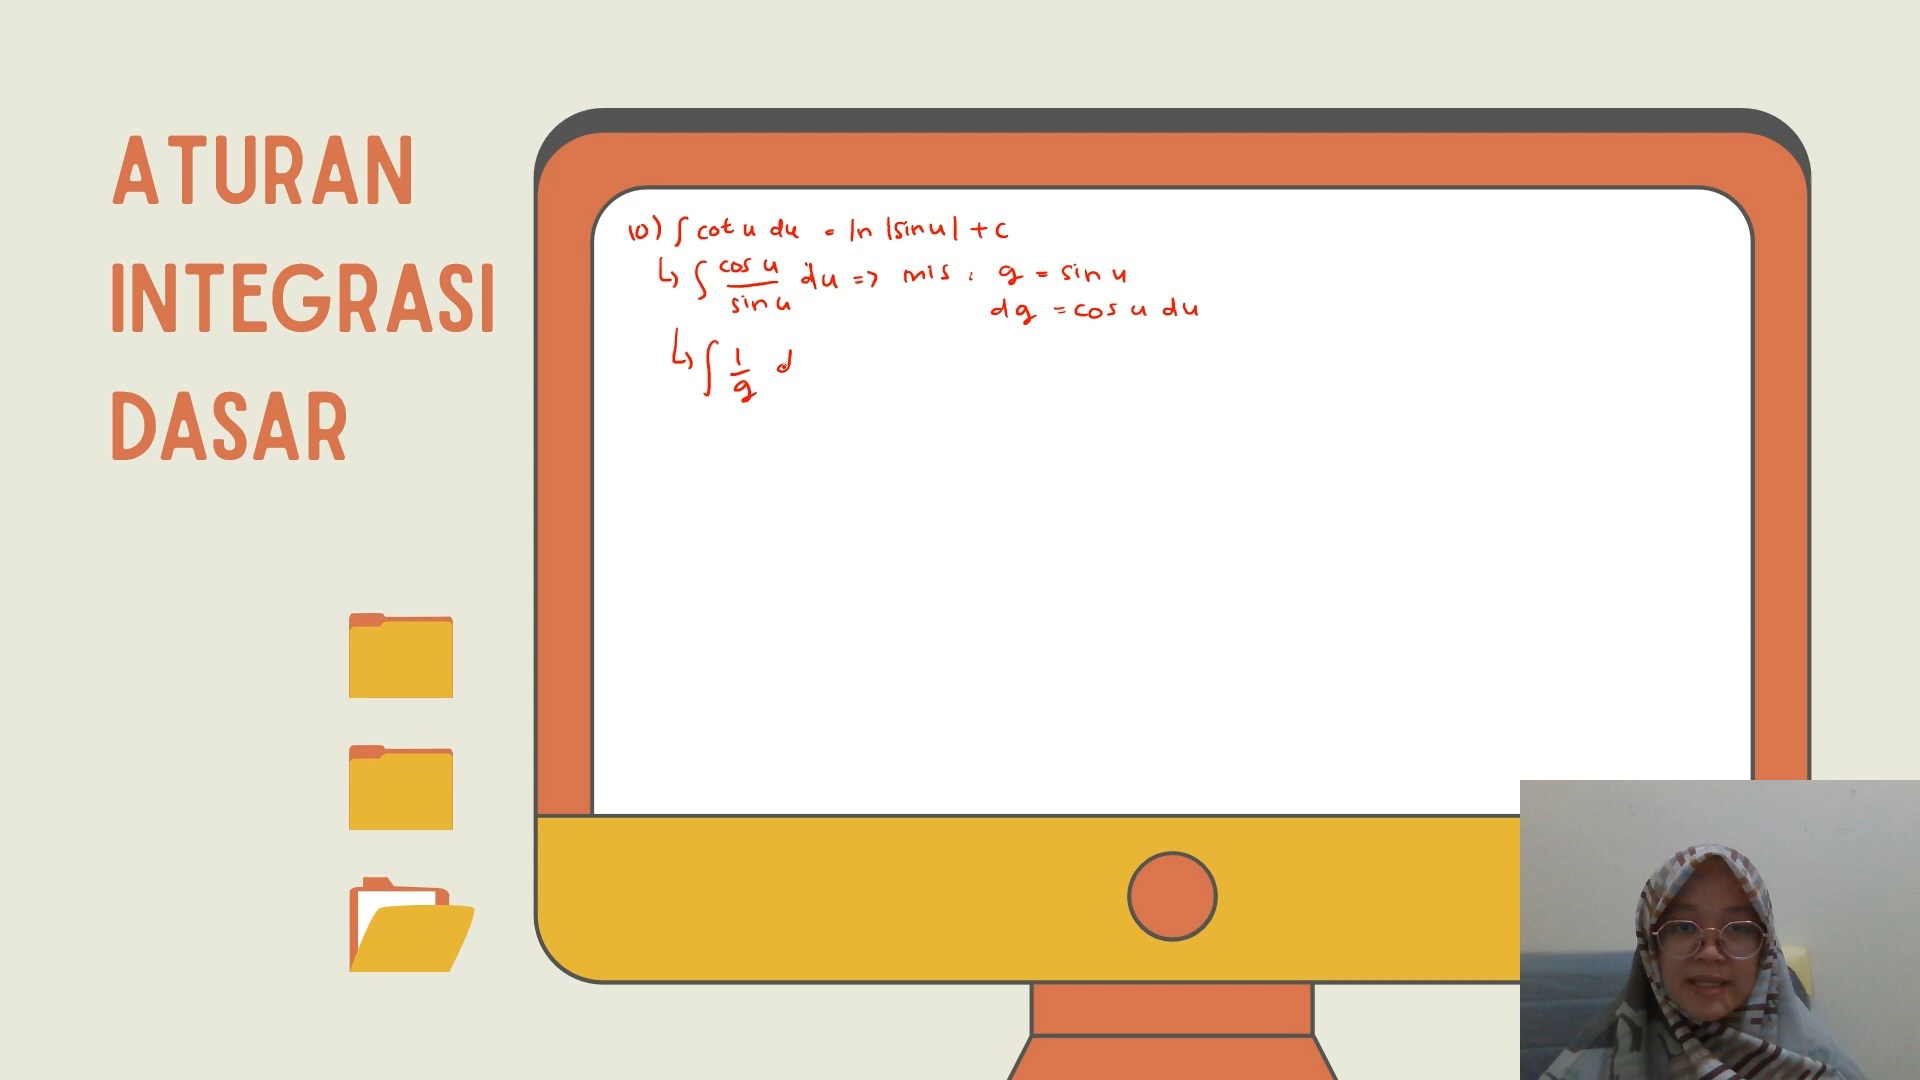 ATURAN
INTEGRASI
DASAR
10) ∫ cot u du = ln |sin u| + c
↳ ∫ cos u / sin u du => mis : g = sin u
dg = cos u du
↳ ∫ 1/g d